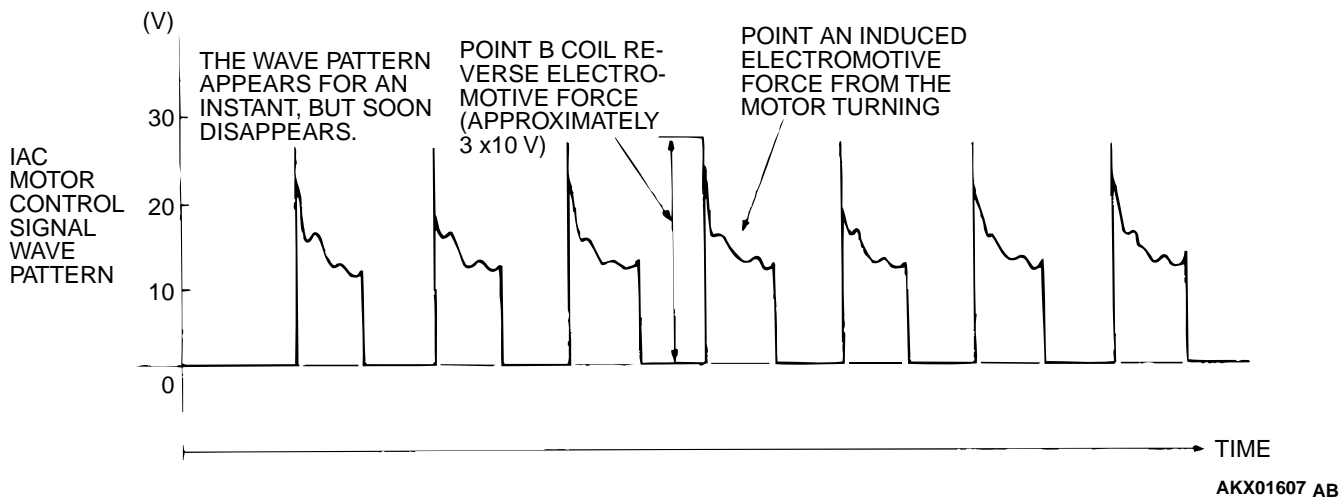 (V)
THE WAVE PATTERN
APPEARS FOR AN
INSTANT, BUT SOON
DISAPPEARS.
POINT B COIL RE-
VERSE ELECTRO-
MOTIVE FORCE
(APPROXIMATELY
3 x10 V)
POINT AN INDUCED
ELECTROMOTIVE
FORCE FROM THE
MOTOR TURNING
IAC
MOTOR
CONTROL
SIGNAL
WAVE
PATTERN
30
20
10
0
TIME
AKX01607 AB